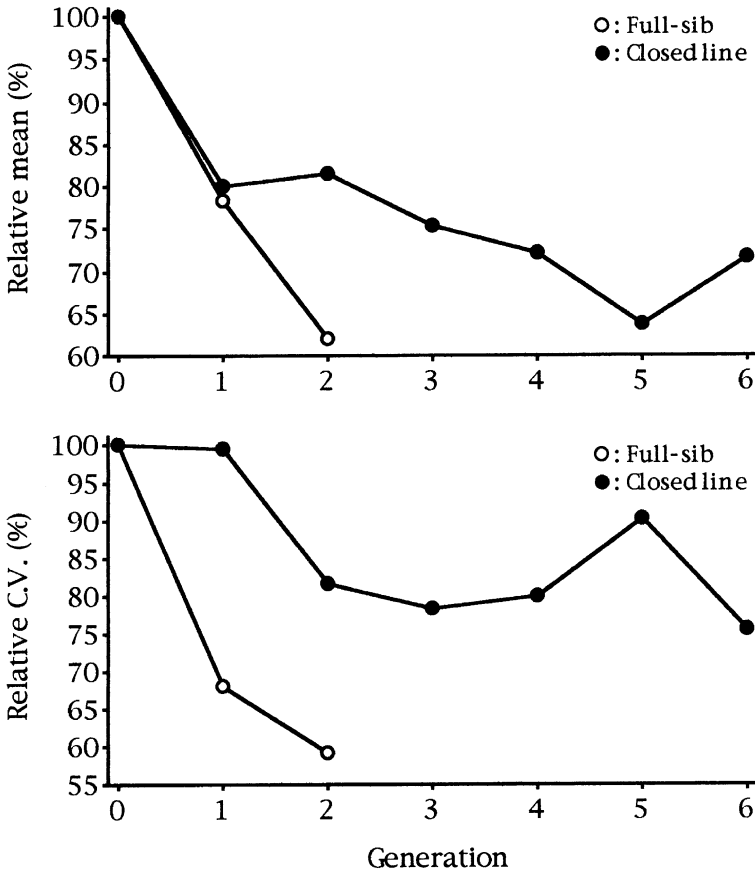 Relative mean (%)
100
95
90
85
80
75
70
65
60
0 1 2 3 4 5 6
○: Full-sib
●: Closed line
Relative C.V. (%)
100
95
90
85
80
75
70
65
60
55
0 1 2 3 4 5 6
○: Full-sib
●: Closed line
Generation